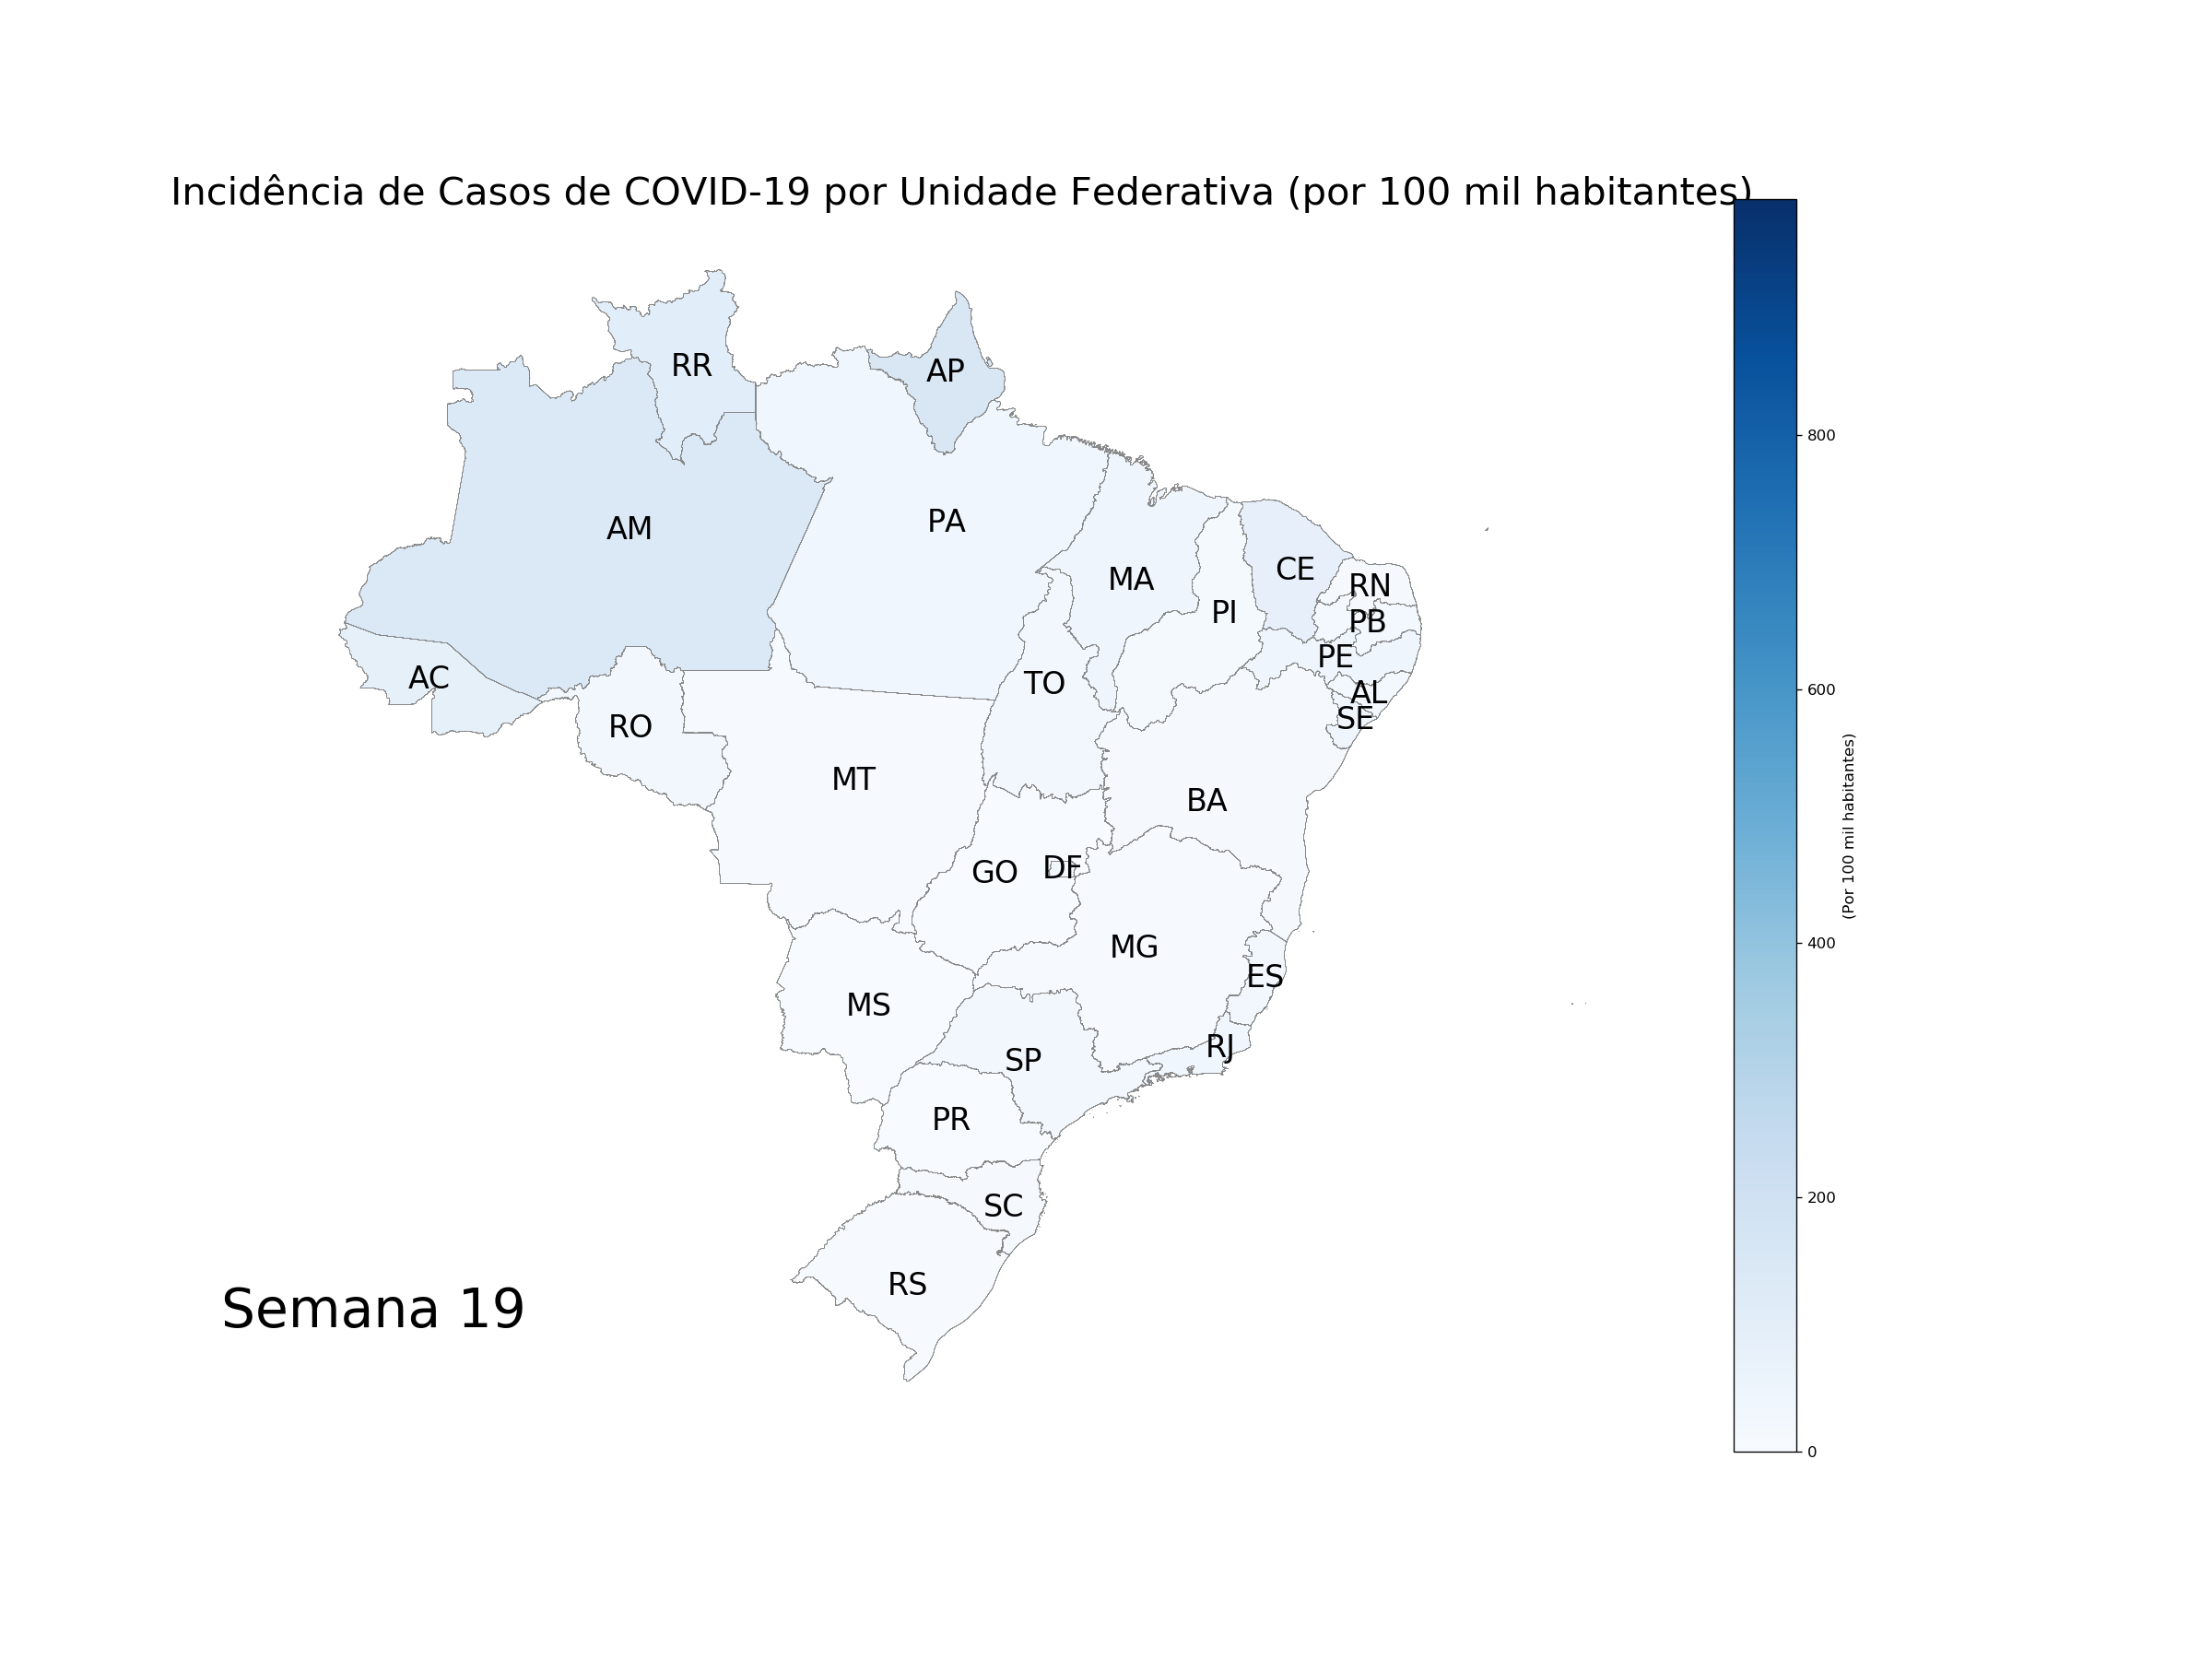 Incidência de Casos de COVID-19 por Unidade Federativa (por 100 mil habitantes)
RR
AP
AM
PA
CE
MA
RN
PI
PB
PE
AC
TO
AL
SE
RO
MT
BA
GO
DF
MG
ES
MS
RJ
SP
PR
SC
RS
Semana 19
800
600
400
200
0
(Por 100 mil habitantes)